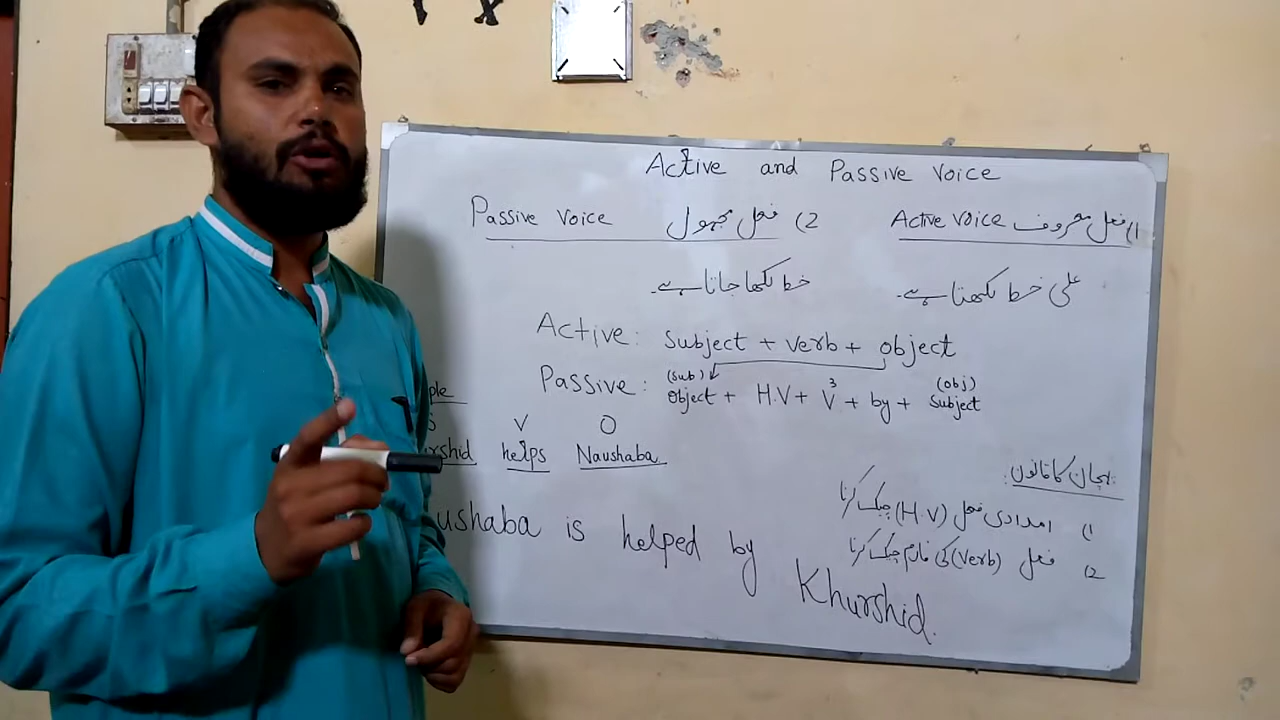 Active and Passive Voice
1) فعل معروف Active voice
2) فعل مجہول Passive Voice
علی خط لکھتا ہے۔
خط لکھا جاتا ہے۔
Active: Subject + verb + object
Passive: (sub) Object + H.V + V³ + by + Subject (obj)
V O
helps Naushaba
is helped by Khurshid.
پہچان کا قانون:
1) امدادی فعل (H.V) چیک کرنا
2) فعل (Verb) کی فارم چیک کرنا